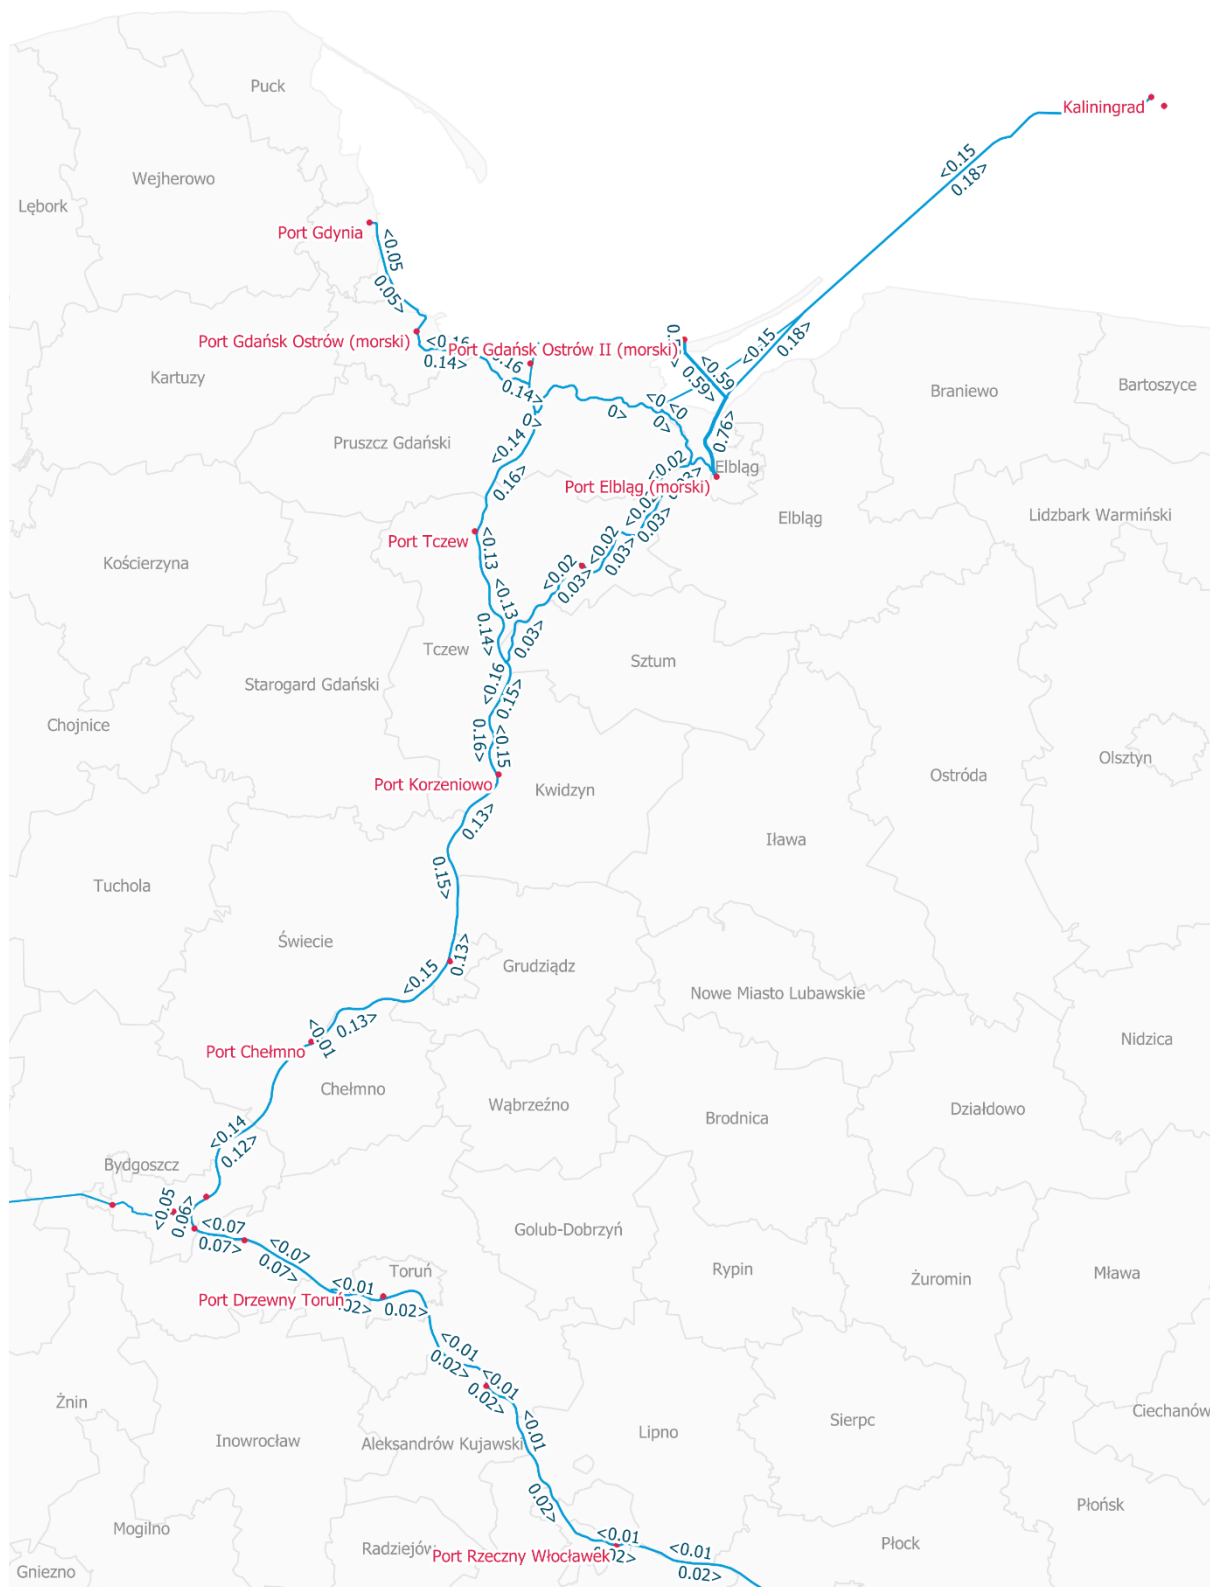 Puck
Kaliningrad
Wejherowo
<0.15
0.18>
Lębork
Port Gdynia
<0.05
0.05>
Port Gdańsk Ostrów (morski)
<0.16
0.14>
Port Gdańsk Ostrów II (morski)
0.14>
<0.59
0.59>
<0.15
0.18>
Kartuzy
Braniewo
Bartoszyce
0>
0>
<0
<0
0>
0.76>
Pruszcz Gdański
<0.14
0.16>
<0.02
Elbląg
Port Elbląg (morski)
Elbląg
Lidzbark Warmiński
Port Tczew
<0.13
<0.02
0.03>
0.03>
Kościerzyna
<0.02
0.03>
<0.13
0.14>
0.03>
Tczew
Sztum
Starogard Gdański
<0.16
0.15>
Chojnice
<0.15
0.16>
Olsztyn
Ostróda
Port Korzeniowo
Kwidzyn
0.13>
Iława
0.15>
Tuchola
Świecie
0.13>
Grudziądz
<0.15
Nowe Miasto Lubawskie
0.13>
<0.01
Port Chełmno
Nidzica
Chełmno
Wąbrzeźno
Brodnica
Działdowo
<0.14
0.12>
Bydgoszcz
<0.05
0.06>
<0.07
0.07>
Golub-Dobrzyń
<0.07
0.07>
Toruń
Rypin
Żuromin
Mława
<0.01
Port Drzewny Toruń
0.02>
<0.01
0.02>
<0.01
0.02>
Żnin
Ciechanów
Sierpc
<0.01
Lipno
Inowrocław
Aleksandrów Kujawski
0.02>
Płońsk
Mogilno
<0.01
Płock
Radziejów
Port Rzeczny Włocławek
<0.01
0.02>
Gniezno